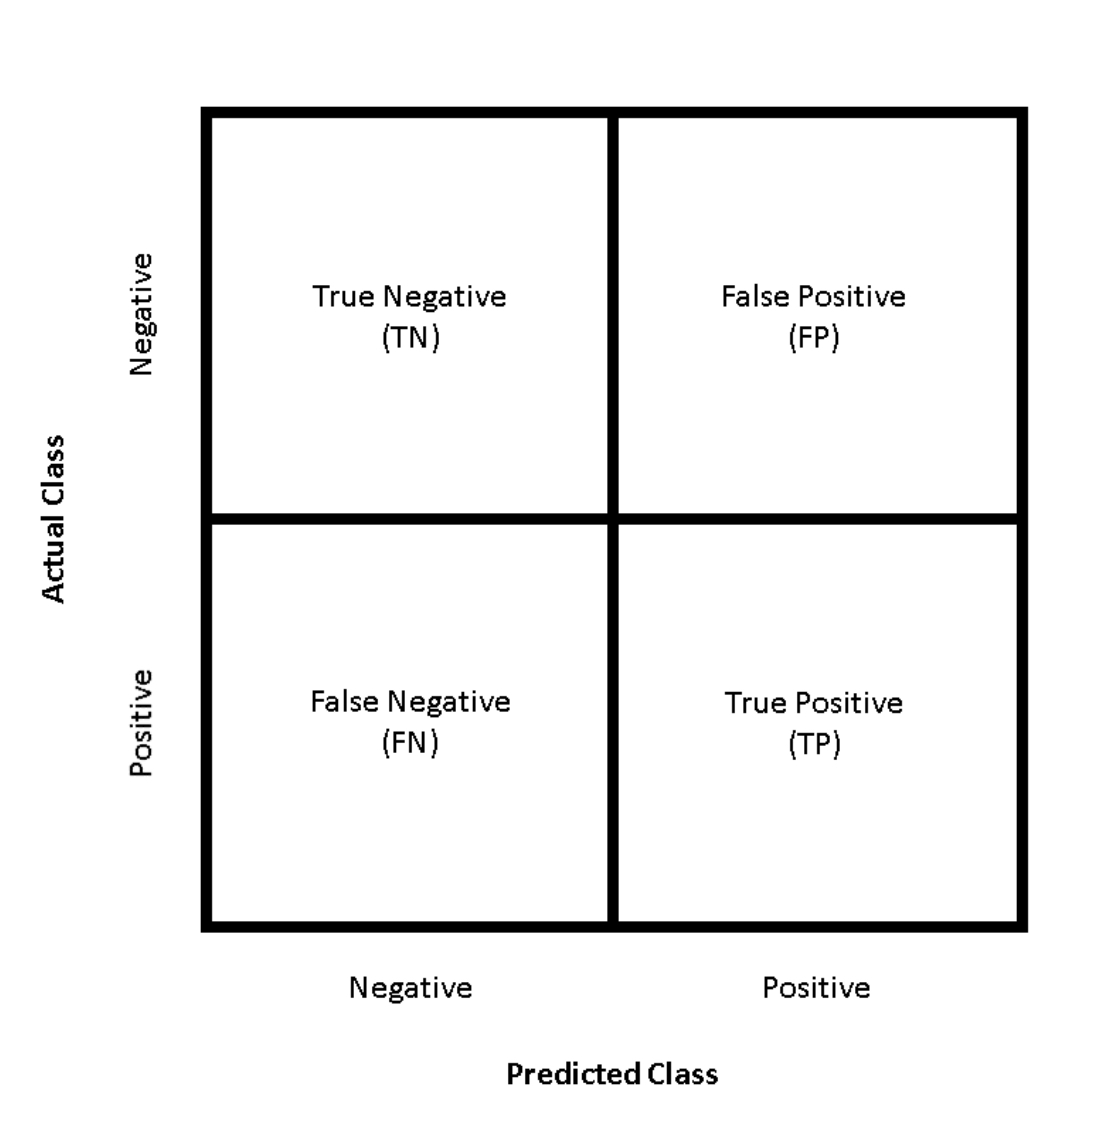 Negative
True Negative
(TN)
False Positive
(FP)
Actual Class
Positive
False Negative
(FN)
True Positive
(TP)
Negative
Positive
Predicted Class